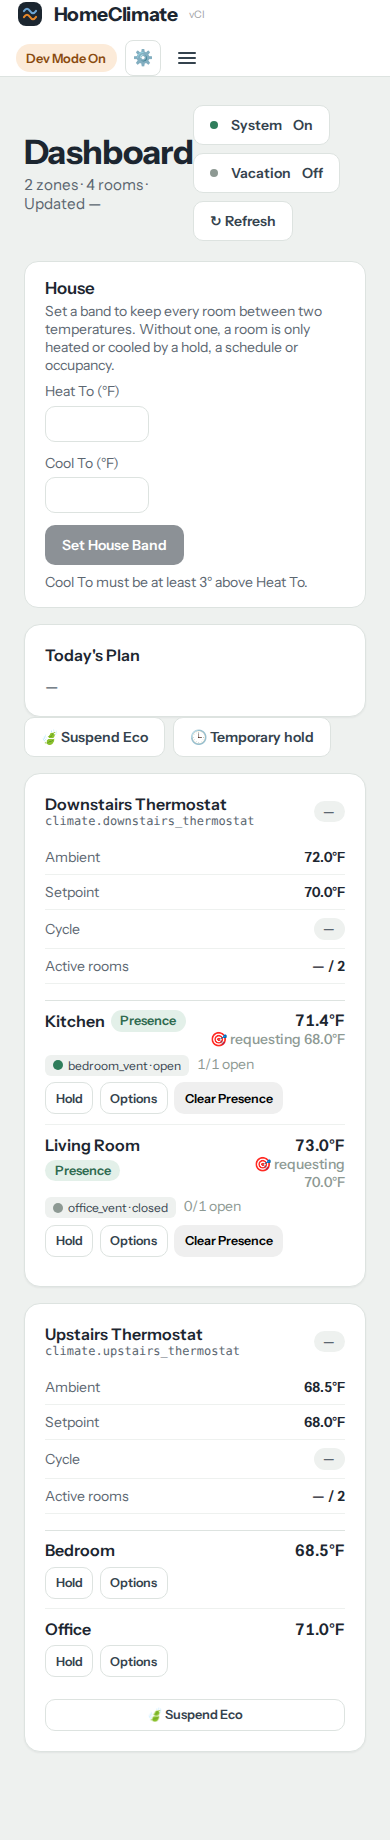 HomeClimate vCI
Dev Mode On
Dashboard
2 zones · 4 rooms ·
Updated —
System On
Vacation Off
↻ Refresh
House
Set a band to keep every room between two
temperatures. Without one, a room is only
heated or cooled by a hold, a schedule or
occupancy.
Heat To (°F)
Cool To (°F)
Set House Band
Cool To must be at least 3° above Heat To.
Today's Plan
—
Suspend Eco
Temporary hold
Downstairs Thermostat
climate.downstairs_thermostat
—
Ambient 72.0°F
Setpoint 70.0°F
Cycle —
Active rooms — / 2
Kitchen Presence 71.4°F
requesting 68.0°F
bedroom_vent · open 1/1 open
Hold Options Clear Presence
Living Room 73.0°F
Presence
requesting
70.0°F
office_vent · closed 0/1 open
Hold Options Clear Presence
Upstairs Thermostat
climate.upstairs_thermostat
—
Ambient 68.5°F
Setpoint 68.0°F
Cycle —
Active rooms — / 2
Bedroom 68.5°F
Hold Options
Office 71.0°F
Hold Options
Suspend Eco